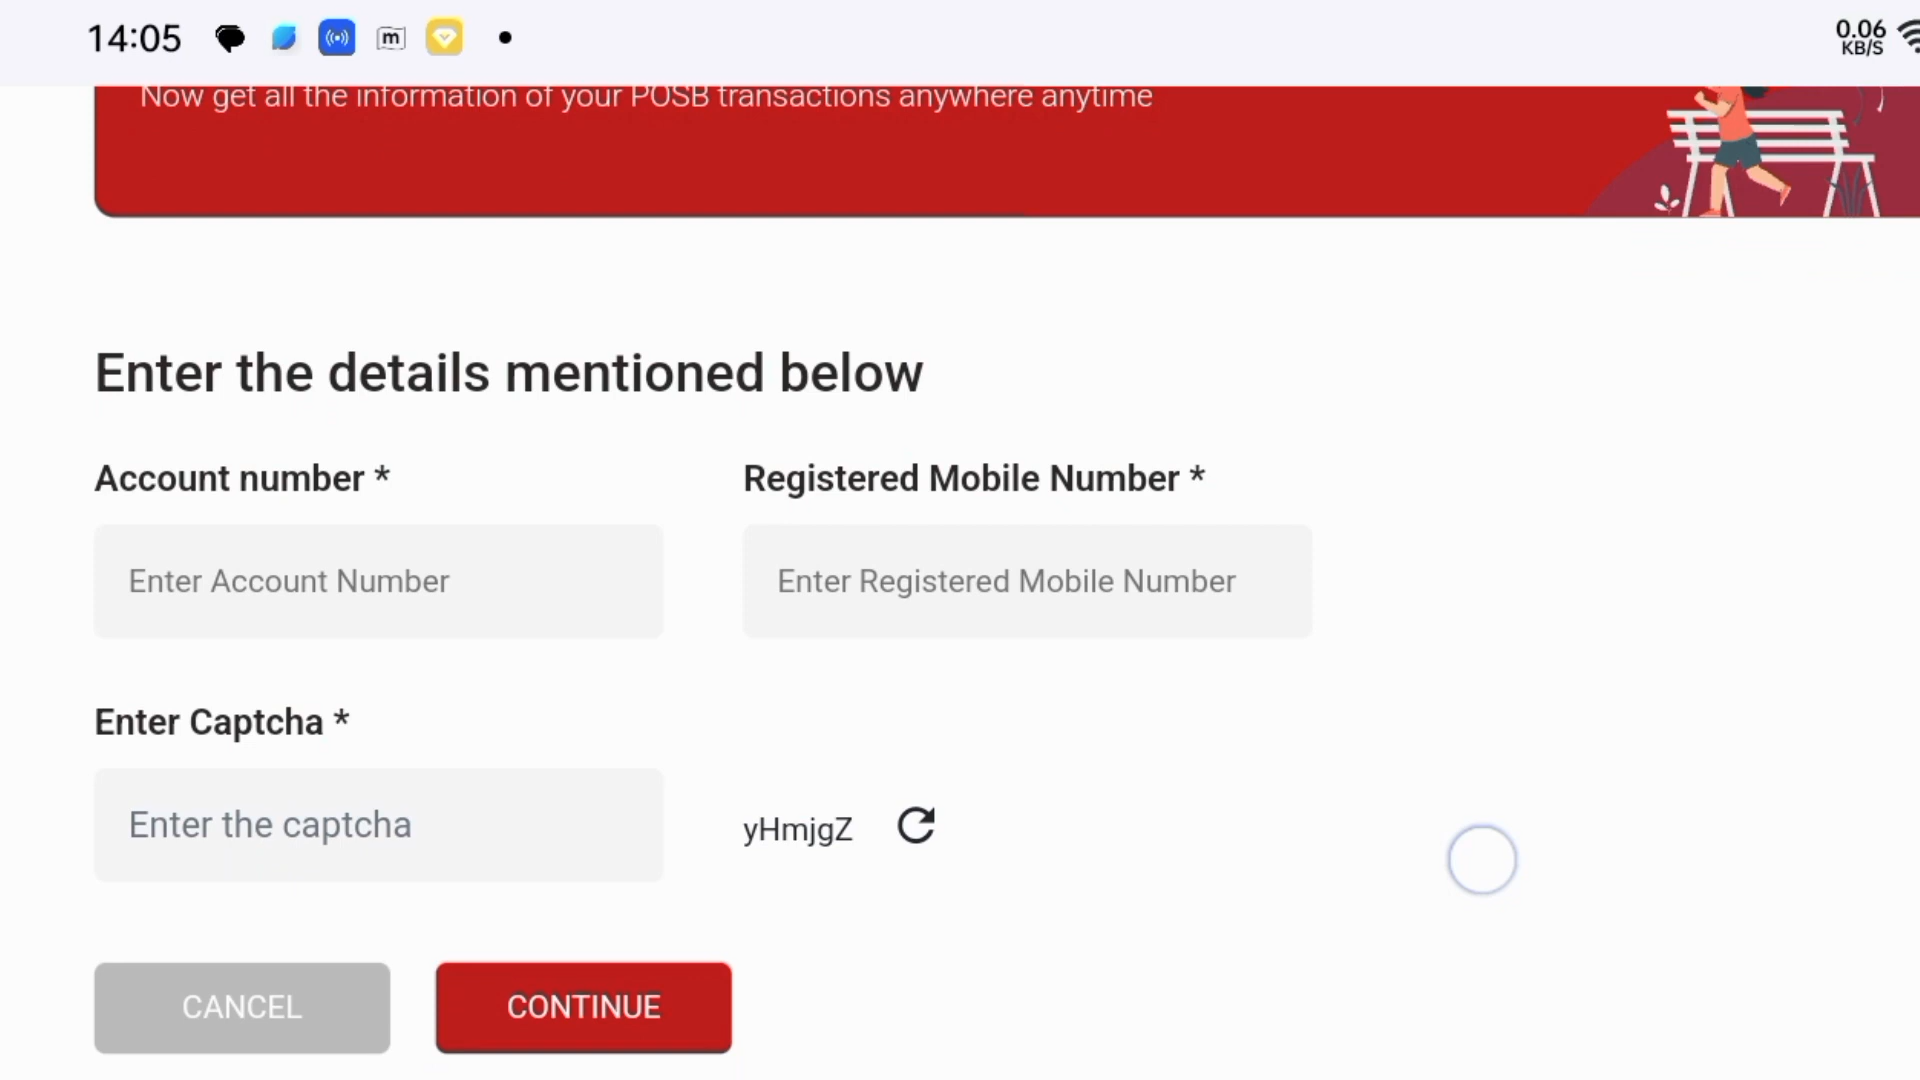 14:05
m
0.06
KB/S
Now get all the information of your POSB transactions anywhere anytime
Enter the details mentioned below
Account number *
Registered Mobile Number *
Enter Account Number
Enter Registered Mobile Number
Enter Captcha *
Enter the captcha
yHmjgZ
CANCEL
CONTINUE